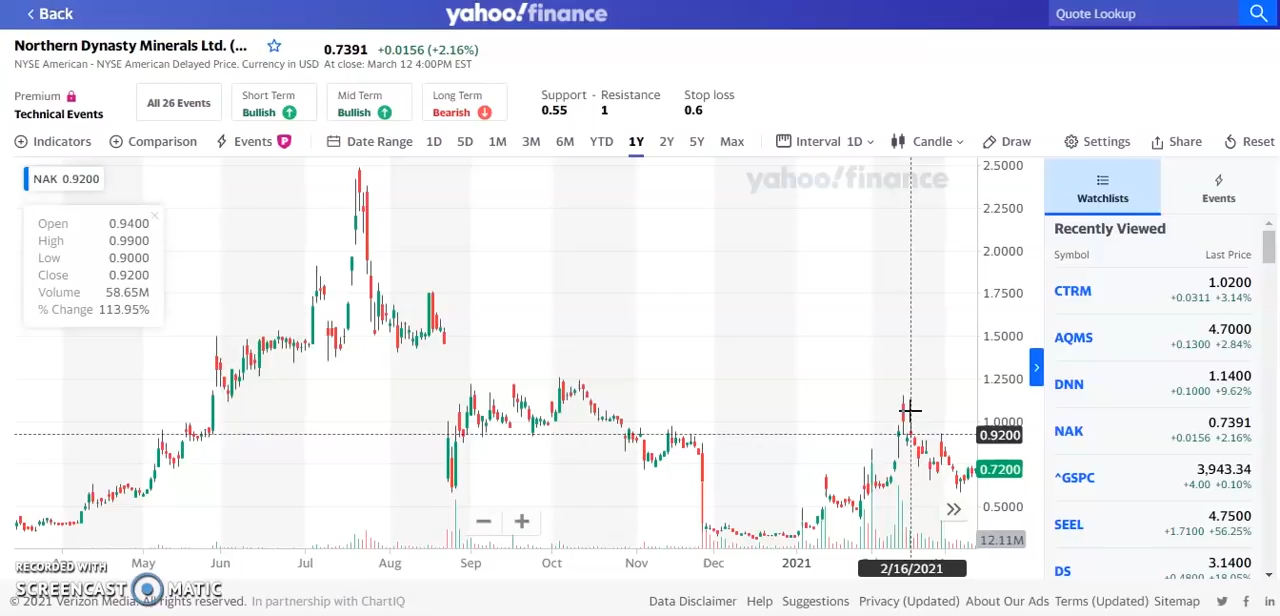 Back
yahoo!finance
Quote Lookup
Northern Dynasty Minerals Ltd. (...
0.7391 +0.0156 (+2.16%)
NYSE American - NYSE American Delayed Price. Currency in USD At close: March 12 4:00PM EST
Premium
Technical Events
All 26 Events
Short Term
Bullish
Mid Term
Bullish
Long Term
Bearish
Support - Resistance
0.55 1
Stop loss
0.6
Indicators Comparison Events P Date Range 1D 5D 1M 3M 6M YTD 1Y 2Y 5Y Max Interval 1D Candle Draw Settings Share Reset
NAK 0.9200
Open 0.9400
High 0.9900
Low 0.9000
Close 0.9200
Volume 58.65M
% Change 113.95%
yahoo!finance
2.5000
2.2500
2.0000
1.7500
1.5000
1.2500
1.0000
0.9200
0.7200
0.5000
12.11M
May Jun Jul Aug Sep Oct Nov Dec 2021
2/16/2021
Watchlists
Events
Recently Viewed
Symbol Last Price
CTRM 1.0200
+0.0311 +3.14%
AQMS 4.7000
+0.1300 +2.84%
DNN 1.1400
+0.1000 +9.62%
NAK 0.7391
+0.0156 +2.16%
^GSPC 3,943.34
+4.00 +0.10%
SEEL 4.7500
+1.7100 +56.25%
DS 3.1400
+0.4800 +18.05%
RECORDED WITH
SCREENCAST MATIC
© 2021 Verizon Media. All rights reserved. In partnership with ChartIQ
Data Disclaimer Help Suggestions Privacy (Updated) About Our Ads Terms (Updated) Sitemap